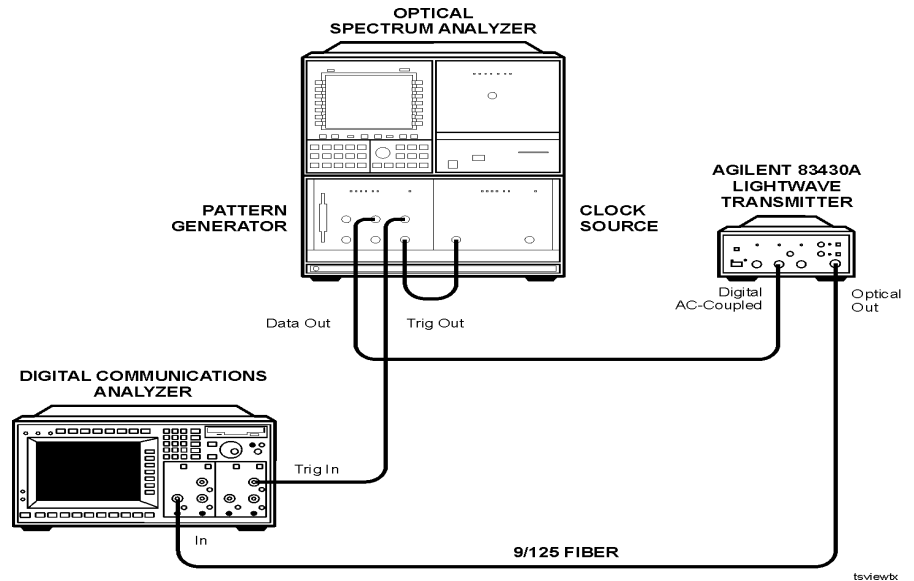 OPTICAL
SPECTRUM ANALYZER
AGILENT 83430A
LIGHTWAVE
TRANSMITTER
PATTERN
GENERATOR
CLOCK
SOURCE
Digital
AC-Coupled
Optical
Out
Data Out
Trig Out
DIGITAL COMMUNICATIONS
ANALYZER
Trig In
In
9/125 FIBER
tsviewtx